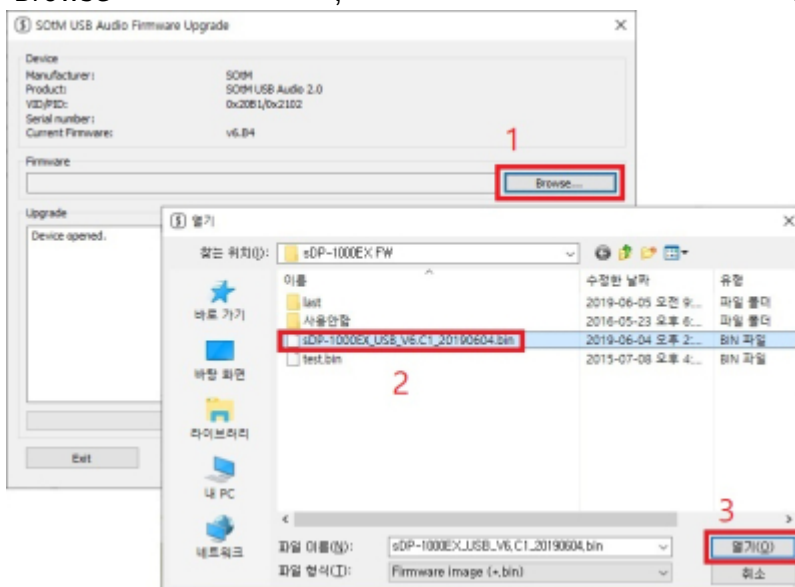 SOtM USB Audio Firmware Upgrade
Device
Manufacturer: SOtM
Product: SOtM USB Audio 2.0
VID/PID: 0x20B1/0x2102
Serial number:
Current Firmware: v6.B4
1
Firmware
Browse...
Upgrade
Device opened.
열기
찾는 위치(I): sDP-1000EX FW
이름 수정한 날짜 유형
last 2019-06-05 오전 9:... 파일 폴더
사용안함 2016-05-23 오후 6:... 파일 폴더
sDP-1000EX_USB_V6.C1_20190604.bin 2019-06-04 오후 2:... BIN 파일
test.bin 2015-07-08 오후 4:... BIN 파일
2
바로 가기
바탕 화면
라이브러리
내 PC
네트워크
Exit
3
파일 이름(N): sDP-1000EX_USB_V6.C1_20190604.bin 열기(O)
파일 형식(T): Firmware image (*.bin) 취소